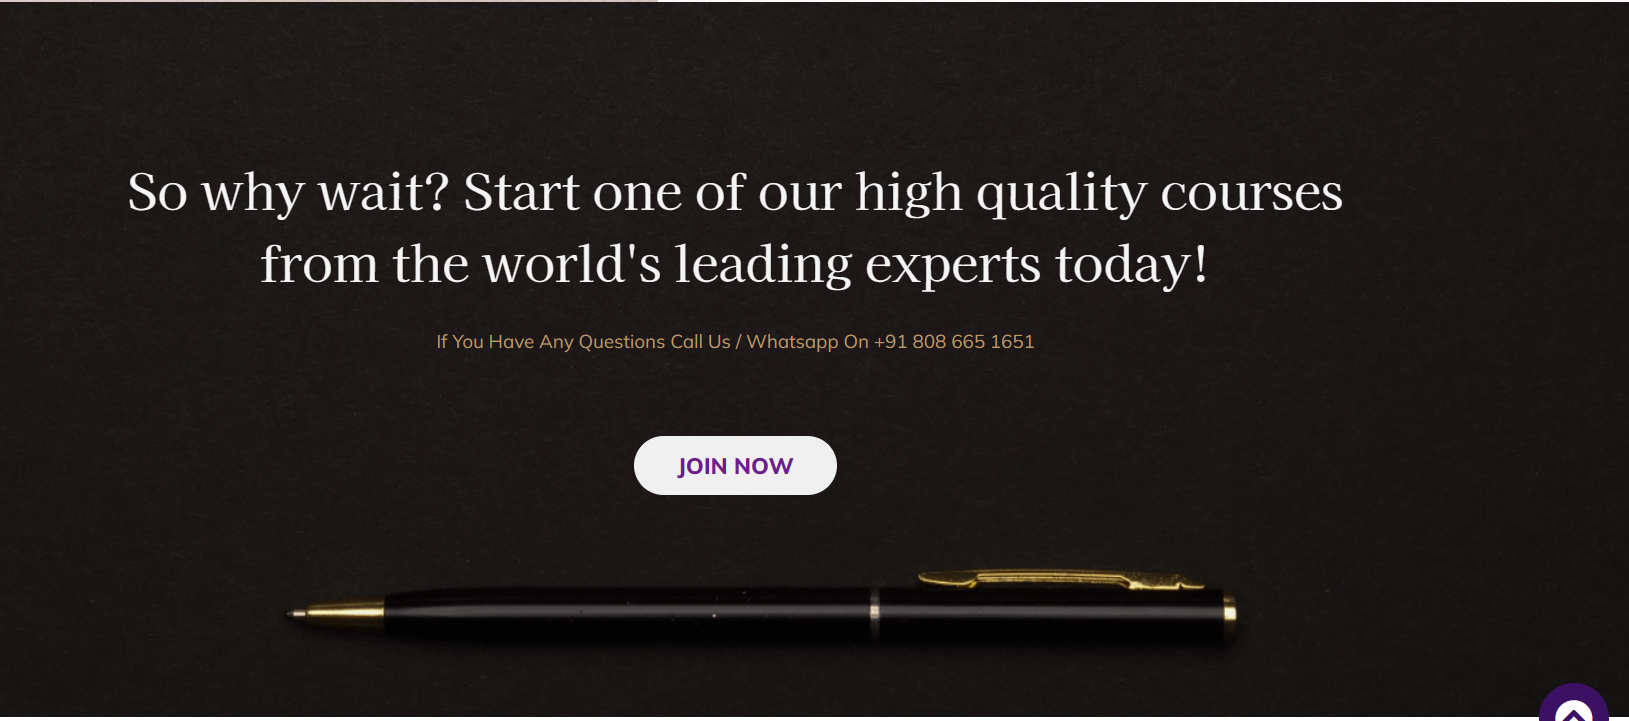 So why wait? Start one of our high quality courses
from the world's leading experts today!
If You Have Any Questions Call Us / Whatsapp On +91 808 665 1651
JOIN NOW